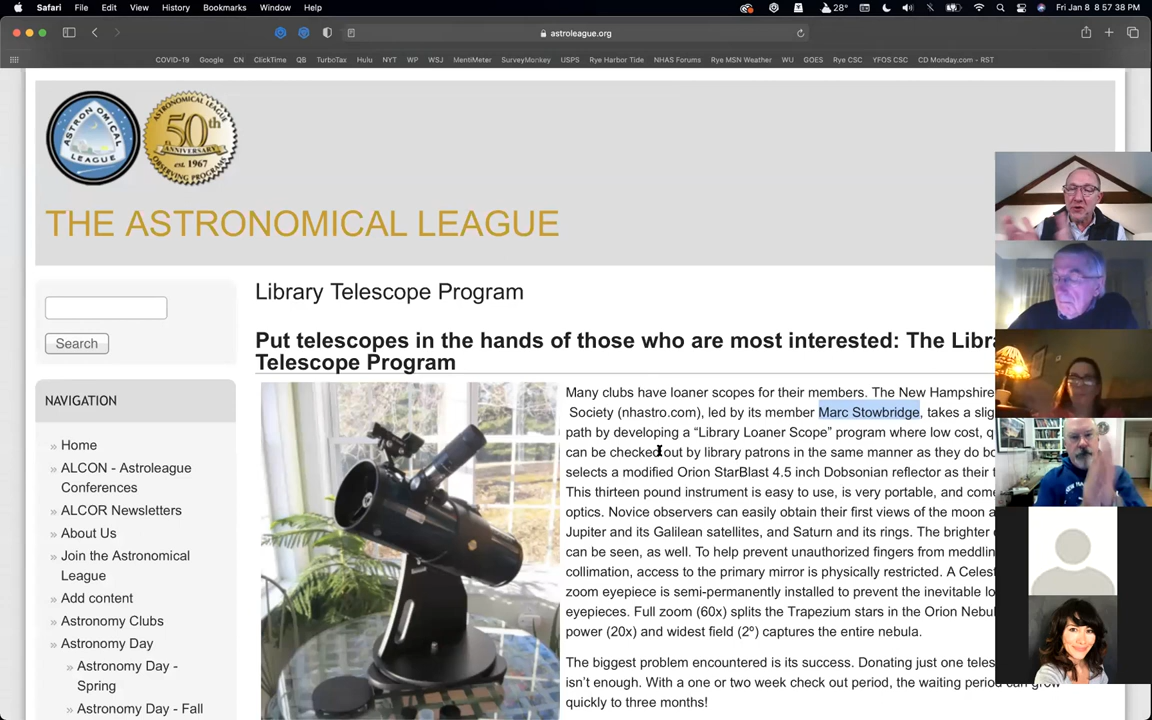 Safari File Edit View History Bookmarks Window Help 28° Fri Jan 8 8:57:38 PM
astroleague.org
COVID-19 Google CN ClickTime QB TurboTax Hulu NYT WP WSJ MentiMeter SurveyMonkey USPS Rye Harbor Tide NHAS Forums Rye MSN Weather WU GOES Rye CSC YFOS CSC CD Monday.com - RST
ASTRONOMICAL LEAGUE
ASTRONOMICAL LEAGUE 50th ANNIVERSARY est. 1967 OBSERVING PROGRAMS
THE ASTRONOMICAL LEAGUE
Search
NAVIGATION
» Home
» ALCON - Astroleague
Conferences
» ALCOR Newsletters
» About Us
» Join the Astronomical
League
» Add content
» Astronomy Clubs
» Astronomy Day
» Astronomy Day -
Spring
» Astronomy Day - Fall
Library Telescope Program
Put telescopes in the hands of those who are most interested: The Libra
Telescope Program
Many clubs have loaner scopes for their members. The New Hampshire
Society (nhastro.com), led by its member Marc Stowbridge, takes a slig
path by developing a “Library Loaner Scope” program where low cost, q
can be checked out by library patrons in the same manner as they do bo
selects a modified Orion StarBlast 4.5 inch Dobsonian reflector as their t
This thirteen pound instrument is easy to use, is very portable, and come
optics. Novice observers can easily obtain their first views of the moon a
Jupiter and its Galilean satellites, and Saturn and its rings. The brighter
can be seen, as well. To help prevent unauthorized fingers from meddlin
collimation, access to the primary mirror is physically restricted. A Celest
zoom eyepiece is semi-permanently installed to prevent the inevitable lo
eyepieces. Full zoom (60x) splits the Trapezium stars in the Orion Nebu
power (20x) and widest field (2º) captures the entire nebula.
The biggest problem encountered is its success. Donating just one teles
isn’t enough. With a one or two week check out period, the waiting period can grow
quickly to three months!